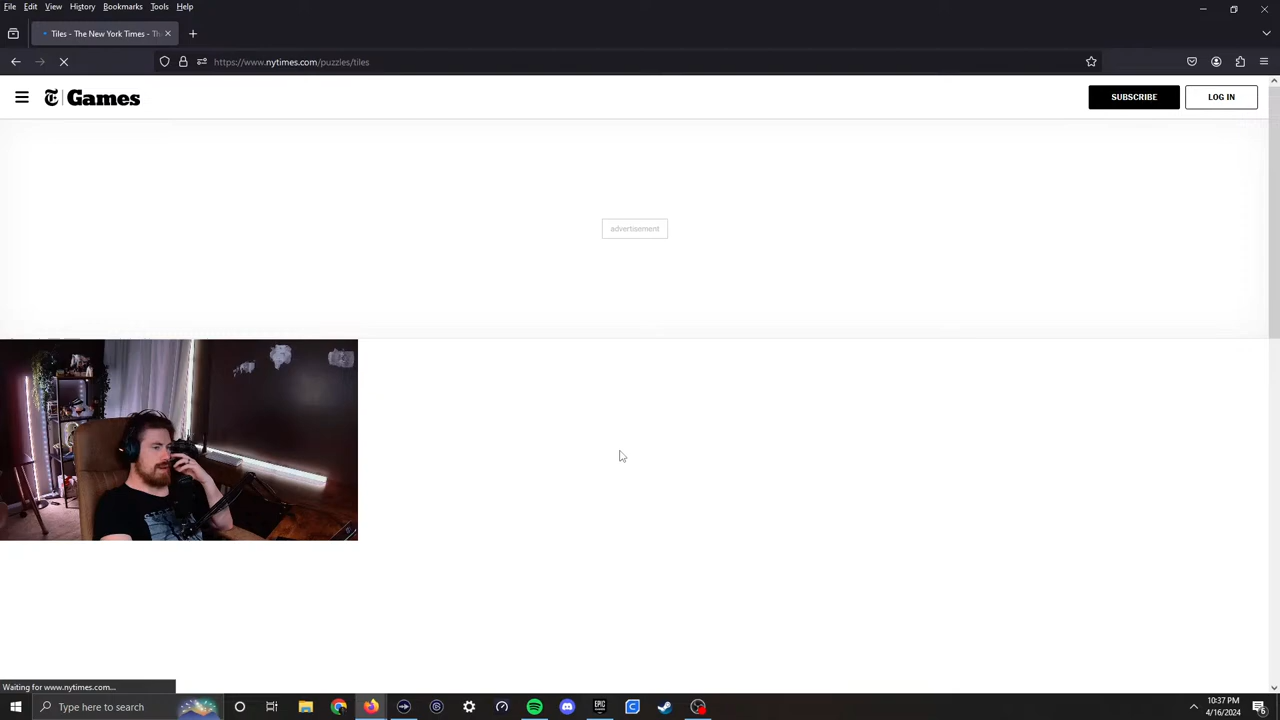 File Edit View History Bookmarks Tools Help
Tiles - The New York Times - Th
https://www.nytimes.com/puzzles/tiles
Games
SUBSCRIBE
LOG IN
advertisement
Waiting for www.nytimes.com...
Type here to search
10:37 PM
4/16/2024